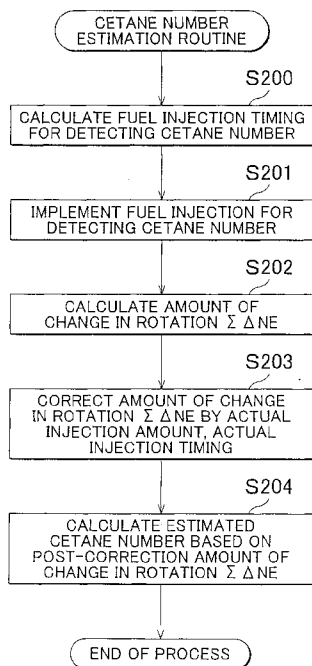 CETANE NUMBER
ESTIMATION ROUTINE
S200
CALCULATE FUEL INJECTION TIMING
FOR DETECTING CETANE NUMBER
S201
IMPLEMENT FUEL INJECTION FOR
DETECTING CETANE NUMBER
S202
CALCULATE AMOUNT OF
CHANGE IN ROTATION Σ Δ NE
S203
CORRECT AMOUNT OF CHANGE
IN ROTATION Σ Δ NE BY ACTUAL
INJECTION AMOUNT, ACTUAL
INJECTION TIMING
S204
CALCULATE ESTIMATED
CETANE NUMBER BASED ON
POST-CORRECTION AMOUNT OF
CHANGE IN ROTATION Σ Δ NE
END OF PROCESS